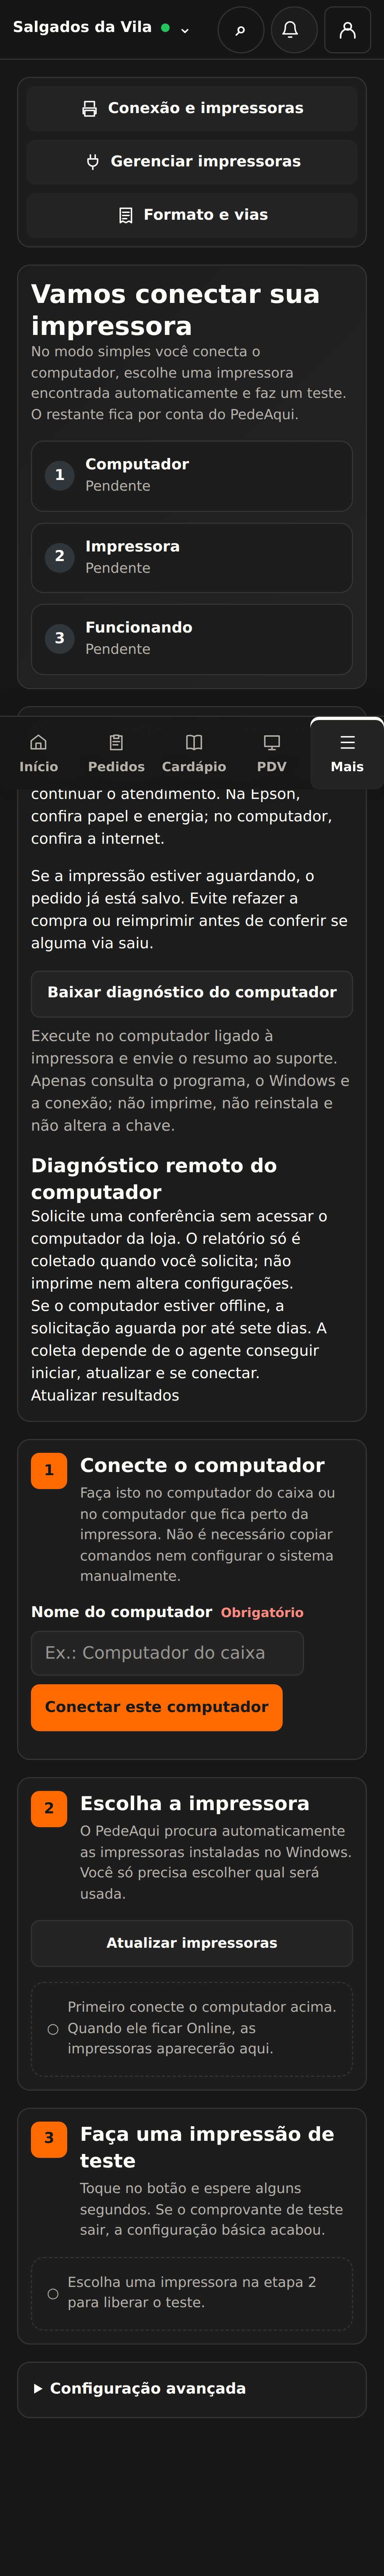 Salgados da Vila
Conexão e impressoras
Gerenciar impressoras
Formato e vias
Vamos conectar sua
impressora
No modo simples você conecta o
computador, escolhe uma impressora
encontrada automaticamente e faz um teste.
O restante fica por conta do PedeAqui.
1
Computador
Pendente
2
Impressora
Pendente
3
Funcionando
Pendente
Início
Pedidos
Cardápio
PDV
Mais
continuar o atendimento. Na Epson,
confira papel e energia; no computador,
confira a internet.
Se a impressão estiver aguardando, o
pedido já está salvo. Evite refazer a
compra ou reimprimir antes de conferir se
alguma via saiu.
Baixar diagnóstico do computador
Execute no computador ligado à
impressora e envie o resumo ao suporte.
Apenas consulta o programa, o Windows e
a conexão; não imprime, não reinstala e
não altera a chave.
Diagnóstico remoto do
computador
Solicite uma conferência sem acessar o
computador da loja. O relatório só é
coletado quando você solicita; não
imprime nem altera configurações.
Se o computador estiver offline, a
solicitação aguarda por até sete dias. A
coleta depende do agente conseguir
iniciar, atualizar e se conectar.
Atualizar resultados
1
Conecte o computador
Faça isto no computador do caixa ou
no computador que fica perto da
impressora. Não é necessário copiar
comandos nem configurar o sistema
manualmente.
Nome do computador Obrigatório
Ex.: Computador do caixa
Conectar este computador
2
Escolha a impressora
O PedeAqui procura automaticamente
as impressoras instaladas no Windows.
Você só precisa escolher qual será
usada.
Atualizar impressoras
Primeiro conecte o computador acima.
Quando ele ficar Online, as
impressoras aparecerão aqui.
3
Faça uma impressão de
teste
Toque no botão e espere alguns
segundos. Se o comprovante de teste
sair, a configuração básica acabou.
Escolha uma impressora na etapa 2
para liberar o teste.
Configuração avançada